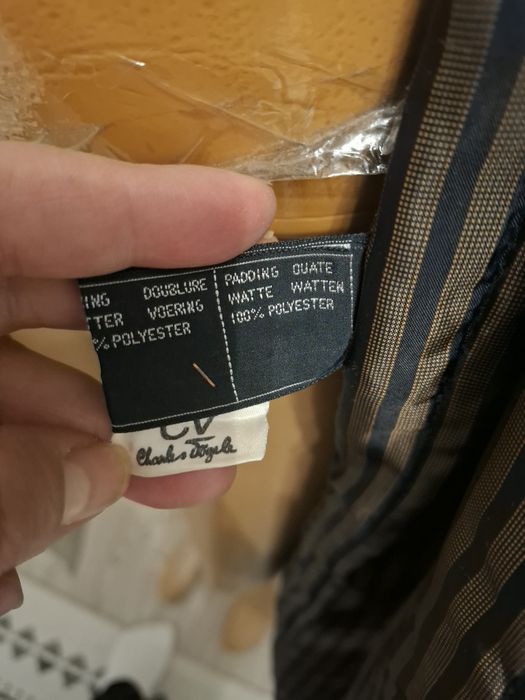 ING DOUBLURE
TTER VOERING
% POLYESTER
PADDING OUATE
WATTE WATTEN
100% POLYESTER
CV
Charles Vögele